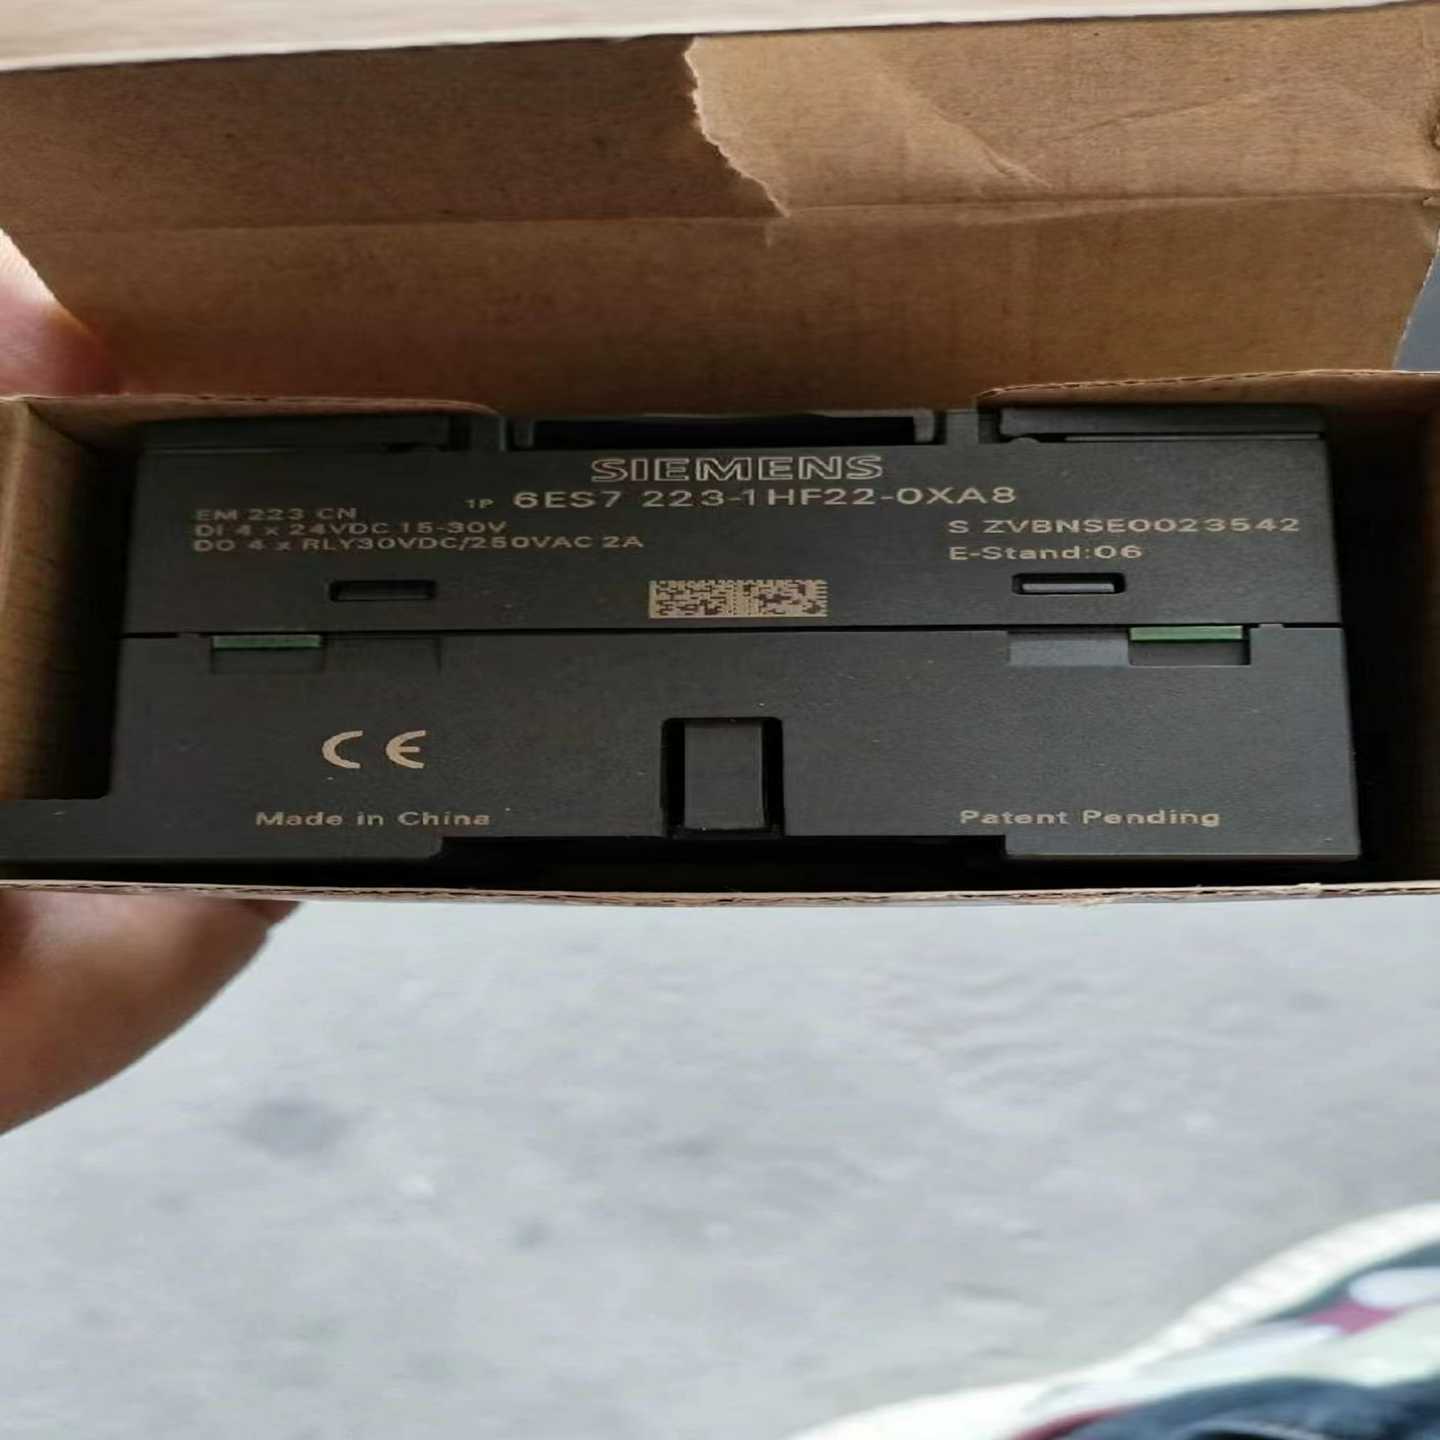 SIEMENS
1P 6ES7 223-1HF22-0XA8
EM 223 CN
DI 4 x 24VDC 15-30V
DO 4 x RLY30VDC/250VAC 2A
S ZVBNSE0023542
E-Stand:06
CE
Made in China
Patent Pending